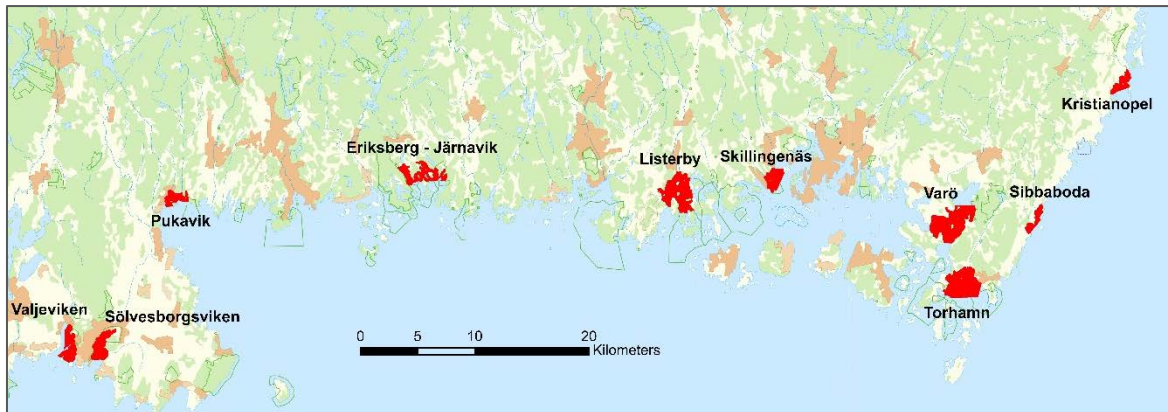 Kristianopel
Eriksberg - Järnavik
Listerby
Skillingenäs
Varö
Sibbaboda
Pukavik
Valjeviken
Sölvesborgsviken
Torhamn
0 5 10 20
Kilometers